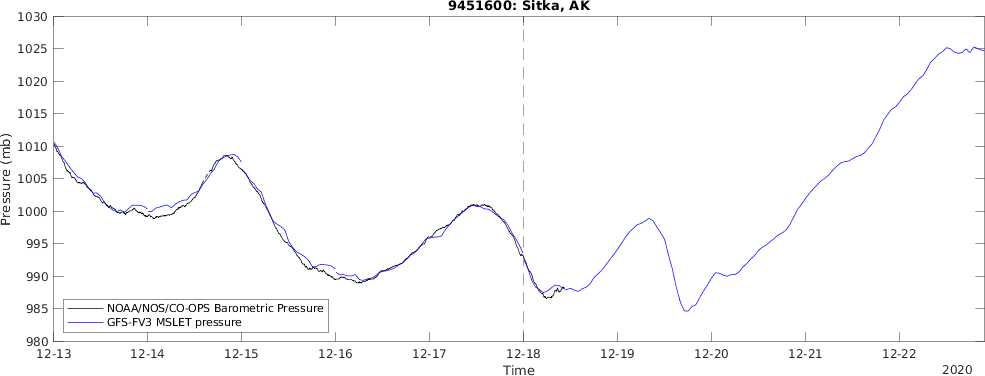 9451600: Sitka, AK
Pressure (mb)
1030
1025
1020
1015
1010
1005
1000
995
990
985
980
NOAA/NOS/CO-OPS Barometric Pressure
GFS-FV3 MSLET pressure
12-13 12-14 12-15 12-16 12-17 12-18 12-19 12-20 12-21 12-22
Time
2020